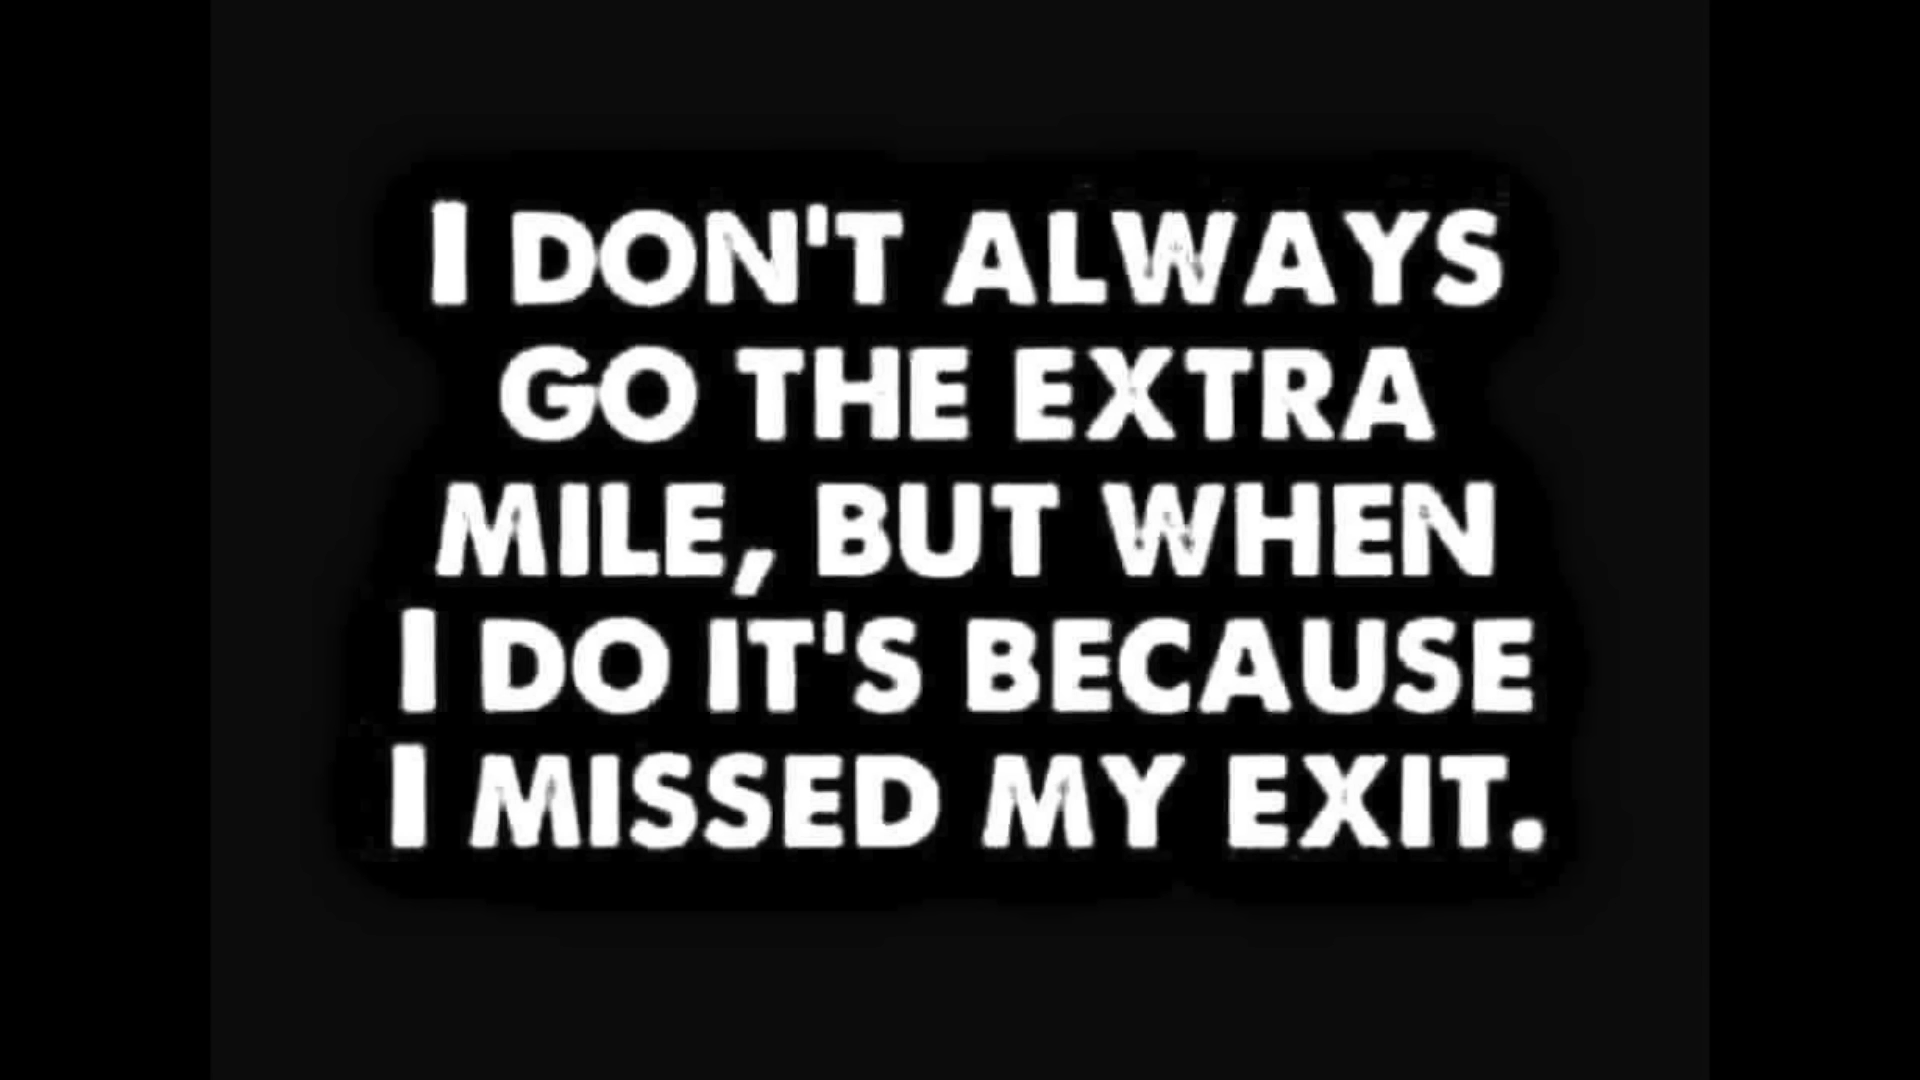 I DON'T ALWAYS
GO THE EXTRA
MILE, BUT WHEN
I DO IT'S BECAUSE
I MISSED MY EXIT.